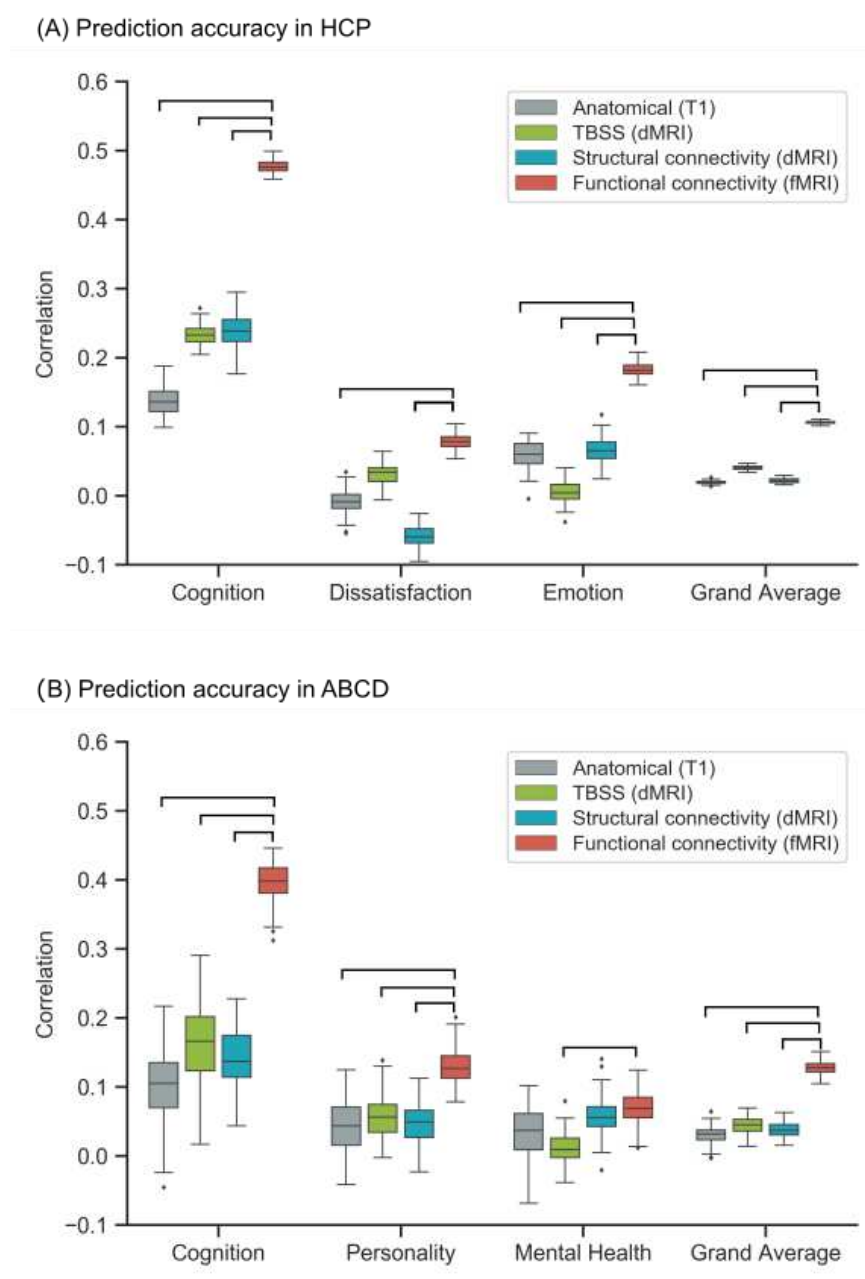 (A) Prediction accuracy in HCP
0.6
0.5
0.4
0.3
0.2
0.1
0.0
−0.1
Correlation
Anatomical (T1)
TBSS (dMRI)
Structural connectivity (dMRI)
Functional connectivity (fMRI)
Cognition Dissatisfaction Emotion Grand Average
(B) Prediction accuracy in ABCD
0.6
0.5
0.4
0.3
0.2
0.1
0.0
−0.1
Correlation
Anatomical (T1)
TBSS (dMRI)
Structural connectivity (dMRI)
Functional connectivity (fMRI)
Cognition Personality Mental Health Grand Average